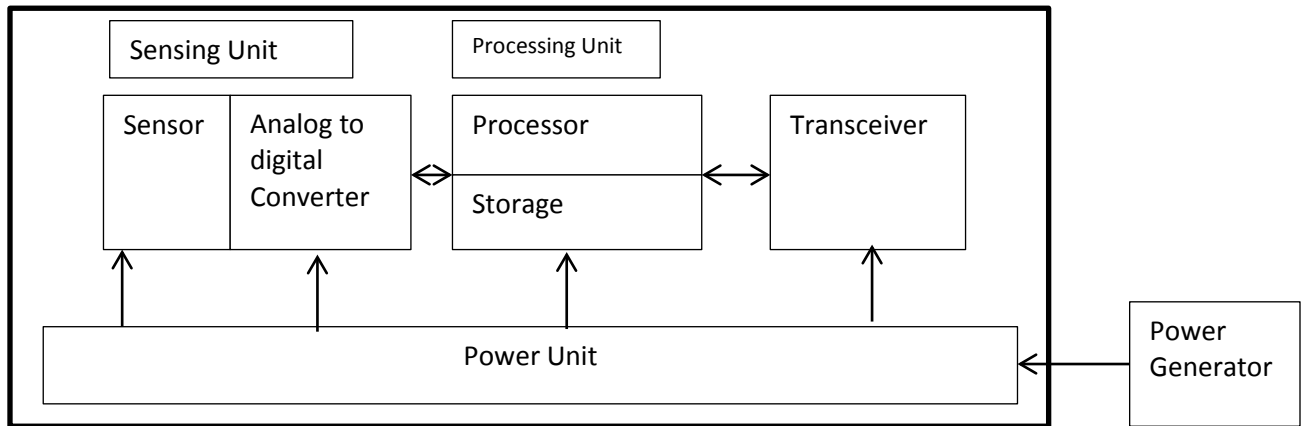 Sensing Unit
Processing Unit
Sensor
Analog to
digital
Converter
Processor
Storage
Transceiver
Power Unit
Power
Generator